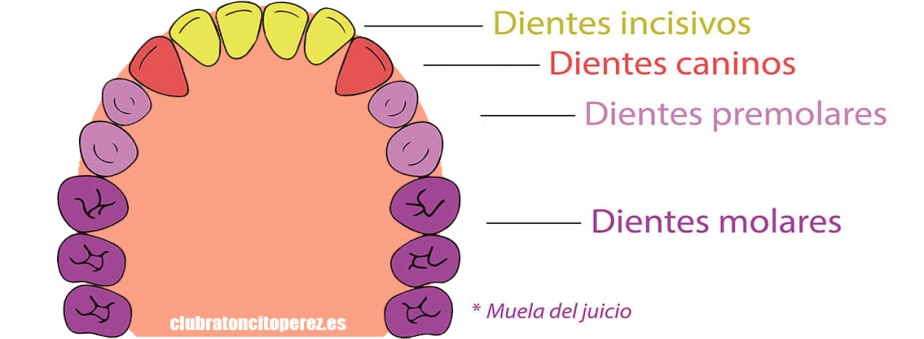 Dientes incisivos
Dientes caninos
Dientes premolares
Dientes molares
* Muela del juicio
clubratoncitoperez.es